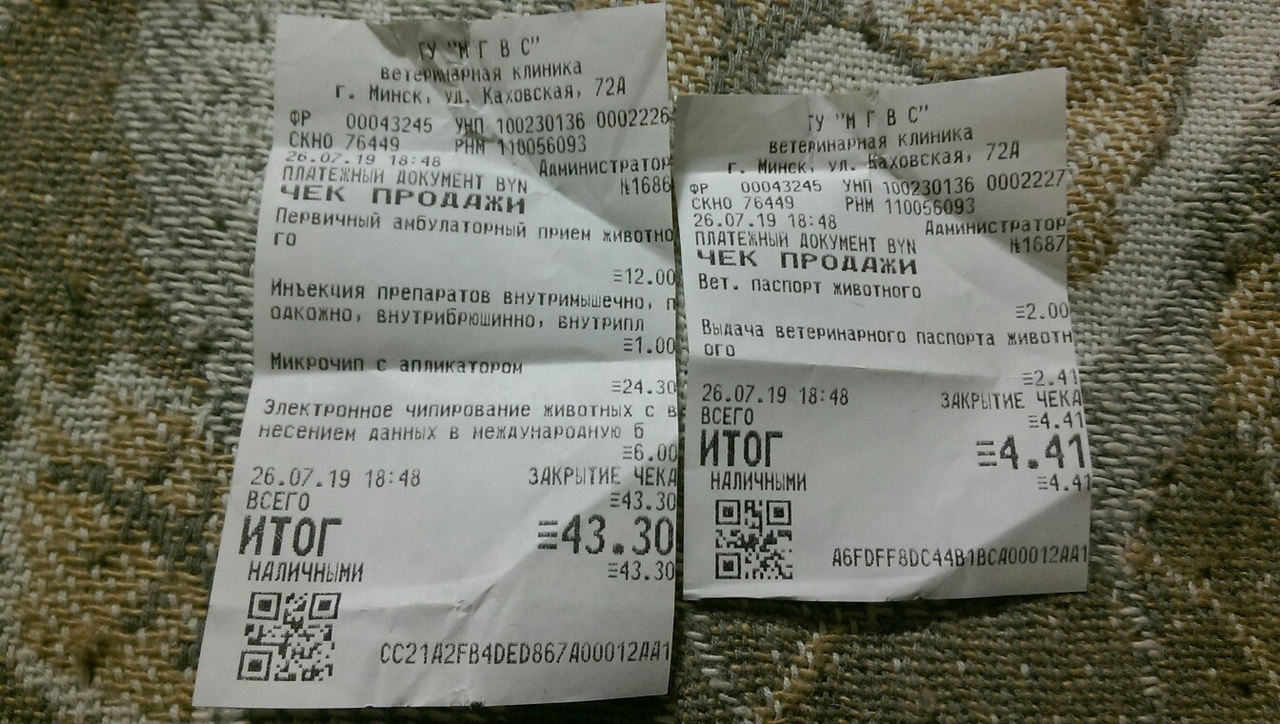 ГУ "М Г В С"
ветеринарная клиника
г. Минск, ул. Каховская, 72А
ФР 00043245 УНП 100230136 0002226
СКНО 76449 РНМ 110056093
26.07.19 18:48 Администратор
ПЛАТЕЖНЫЙ ДОКУМЕНТ BYN №1686
ЧЕК ПРОДАЖИ
Первичный амбулаторный прием животно
го
≡12.00
Инъекция препаратов внутримышечно, п
одкожно, внутрибрюшинно, внутрипл
≡1.00
Микрочип с апликатором
≡24.30
Электронное чипирование животных с в
несением данных в международную б
≡6.00
26.07.19 18:48 ЗАКРЫТИЕ ЧЕКА
ВСЕГО ≡43.30
ИТОГ ≡43.30
НАЛИЧНЫМИ ≡43.30
CC21A2FB4DED867A00012AA1
ГУ "М Г В С"
ветеринарная клиника
г. Минск, ул. Каховская, 72А
ФР 00043245 УНП 100230136 0002227
СКНО 76449 РНМ 110056093
26.07.19 18:48 Администратор
ПЛАТЕЖНЫЙ ДОКУМЕНТ BYN №1687
ЧЕК ПРОДАЖИ
Вет. паспорт животного
≡2.00
Выдача ветеринарного паспорта животн
ого
≡2.41
26.07.19 18:48 ЗАКРЫТИЕ ЧЕКА
ВСЕГО ≡4.41
ИТОГ ≡4.41
НАЛИЧНЫМИ ≡4.41
A6FDFF8DC44B1BCA00012AA1